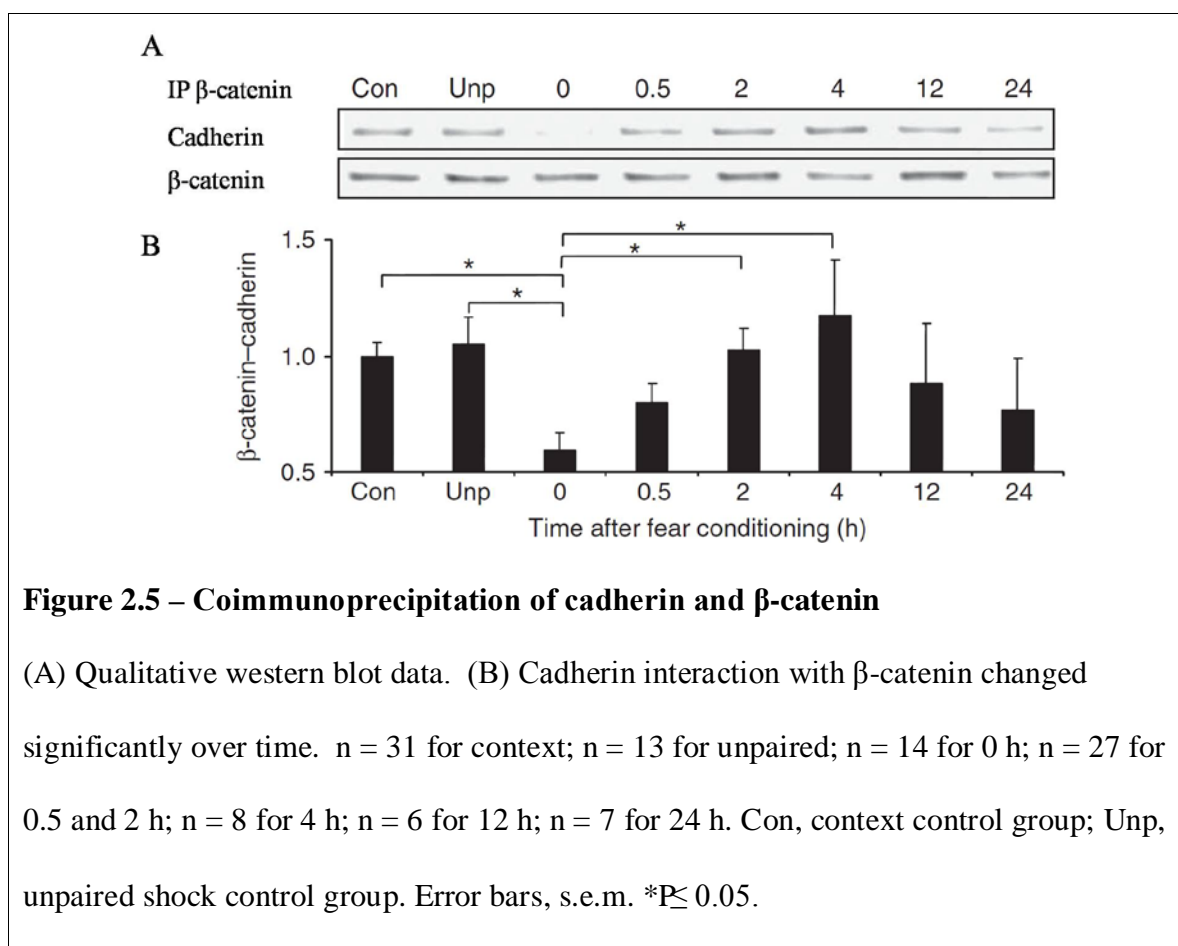 A
IP β-catenin Con Unp 0 0.5 2 4 12 24
Cadherin
β-catenin
B
β-catenin–cadherin
1.5
1.0
0.5
* * * *
Con Unp 0 0.5 2 4 12 24
Time after fear conditioning (h)
Figure 2.5 – Coimmunoprecipitation of cadherin and β-catenin
(A) Qualitative western blot data. (B) Cadherin interaction with β-catenin changed
significantly over time. n = 31 for context; n = 13 for unpaired; n = 14 for 0 h; n = 27 for
0.5 and 2 h; n = 8 for 4 h; n = 6 for 12 h; n = 7 for 24 h. Con, context control group; Unp,
unpaired shock control group. Error bars, s.e.m. *P≤ 0.05.